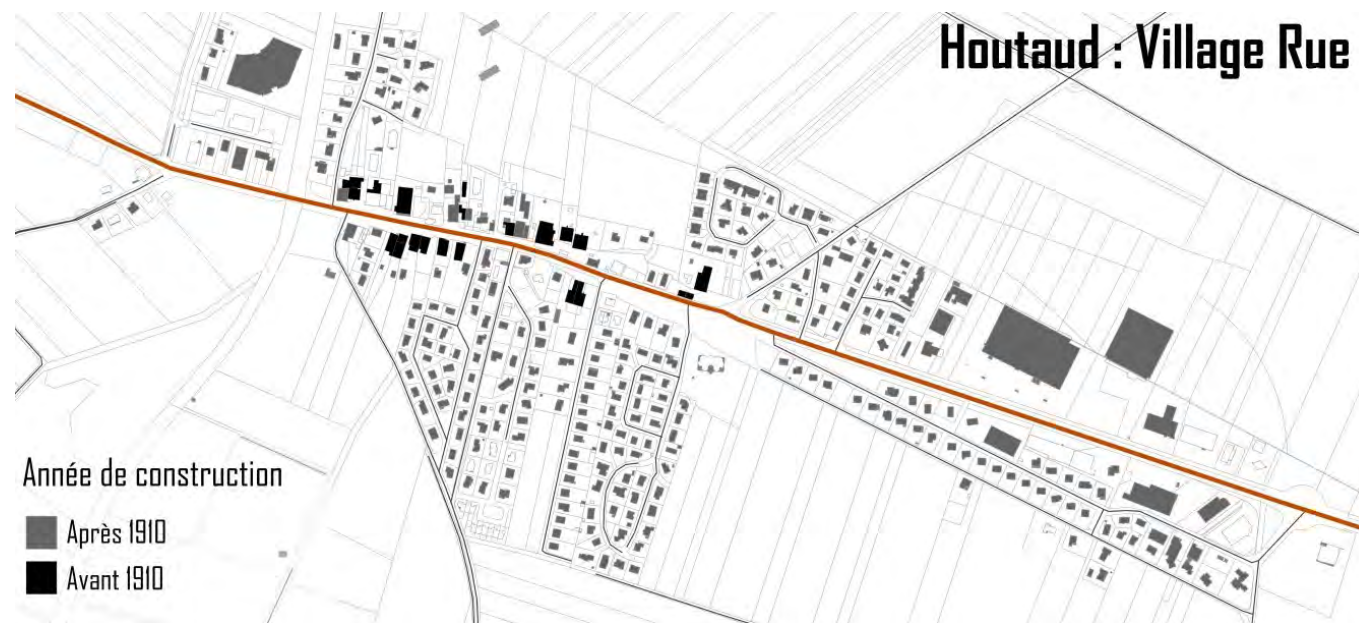 Houtaud : Village Rue
Année de construction
Après 1910
Avant 1910